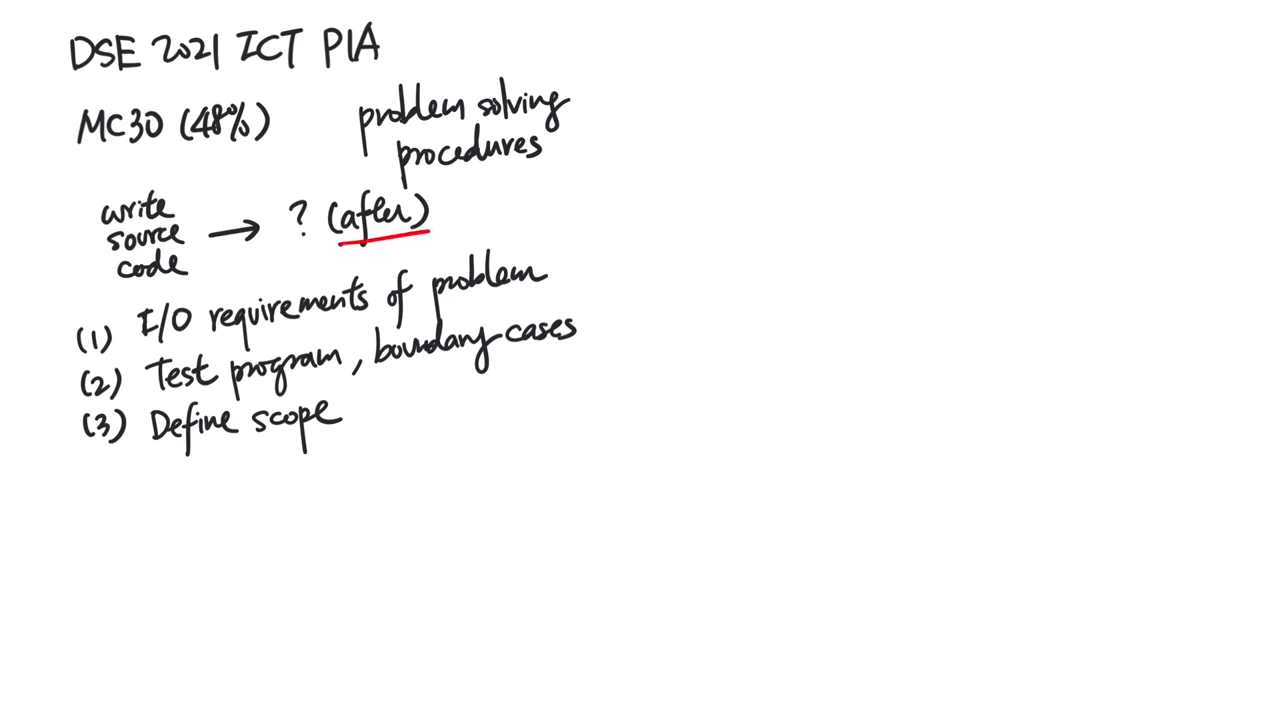 DSE 2021 ICT P1A
MC30 (48%)
problem solving
procedures
write
source
code
→ ? (after)
(1) I/O requirements of problem
(2) Test program, boundary cases
(3) Define scope